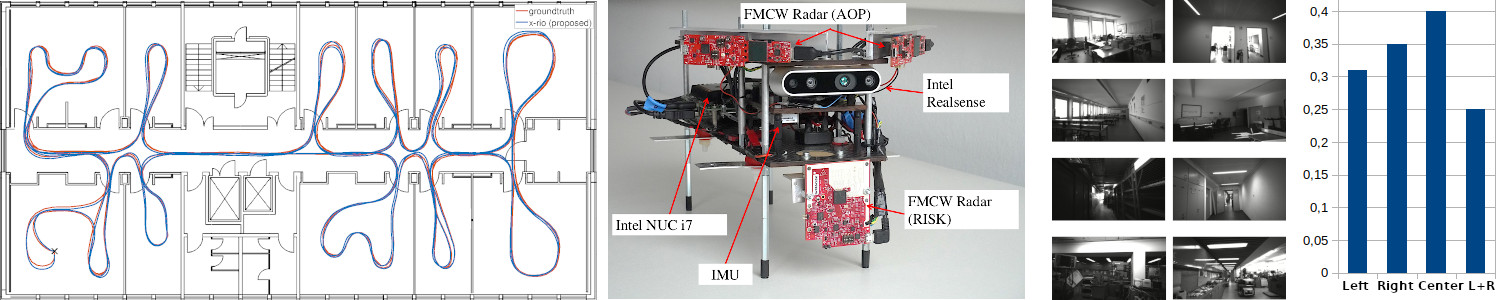 groundtruth
x-rio (proposed)
FMCW Radar (AOP)
Intel
Realsense
FMCW Radar
(RISK)
Intel NUC i7
IMU
0,4
0,35
0,3
0,25
0,2
0,15
0,1
0,05
0
Left Right Center L+R